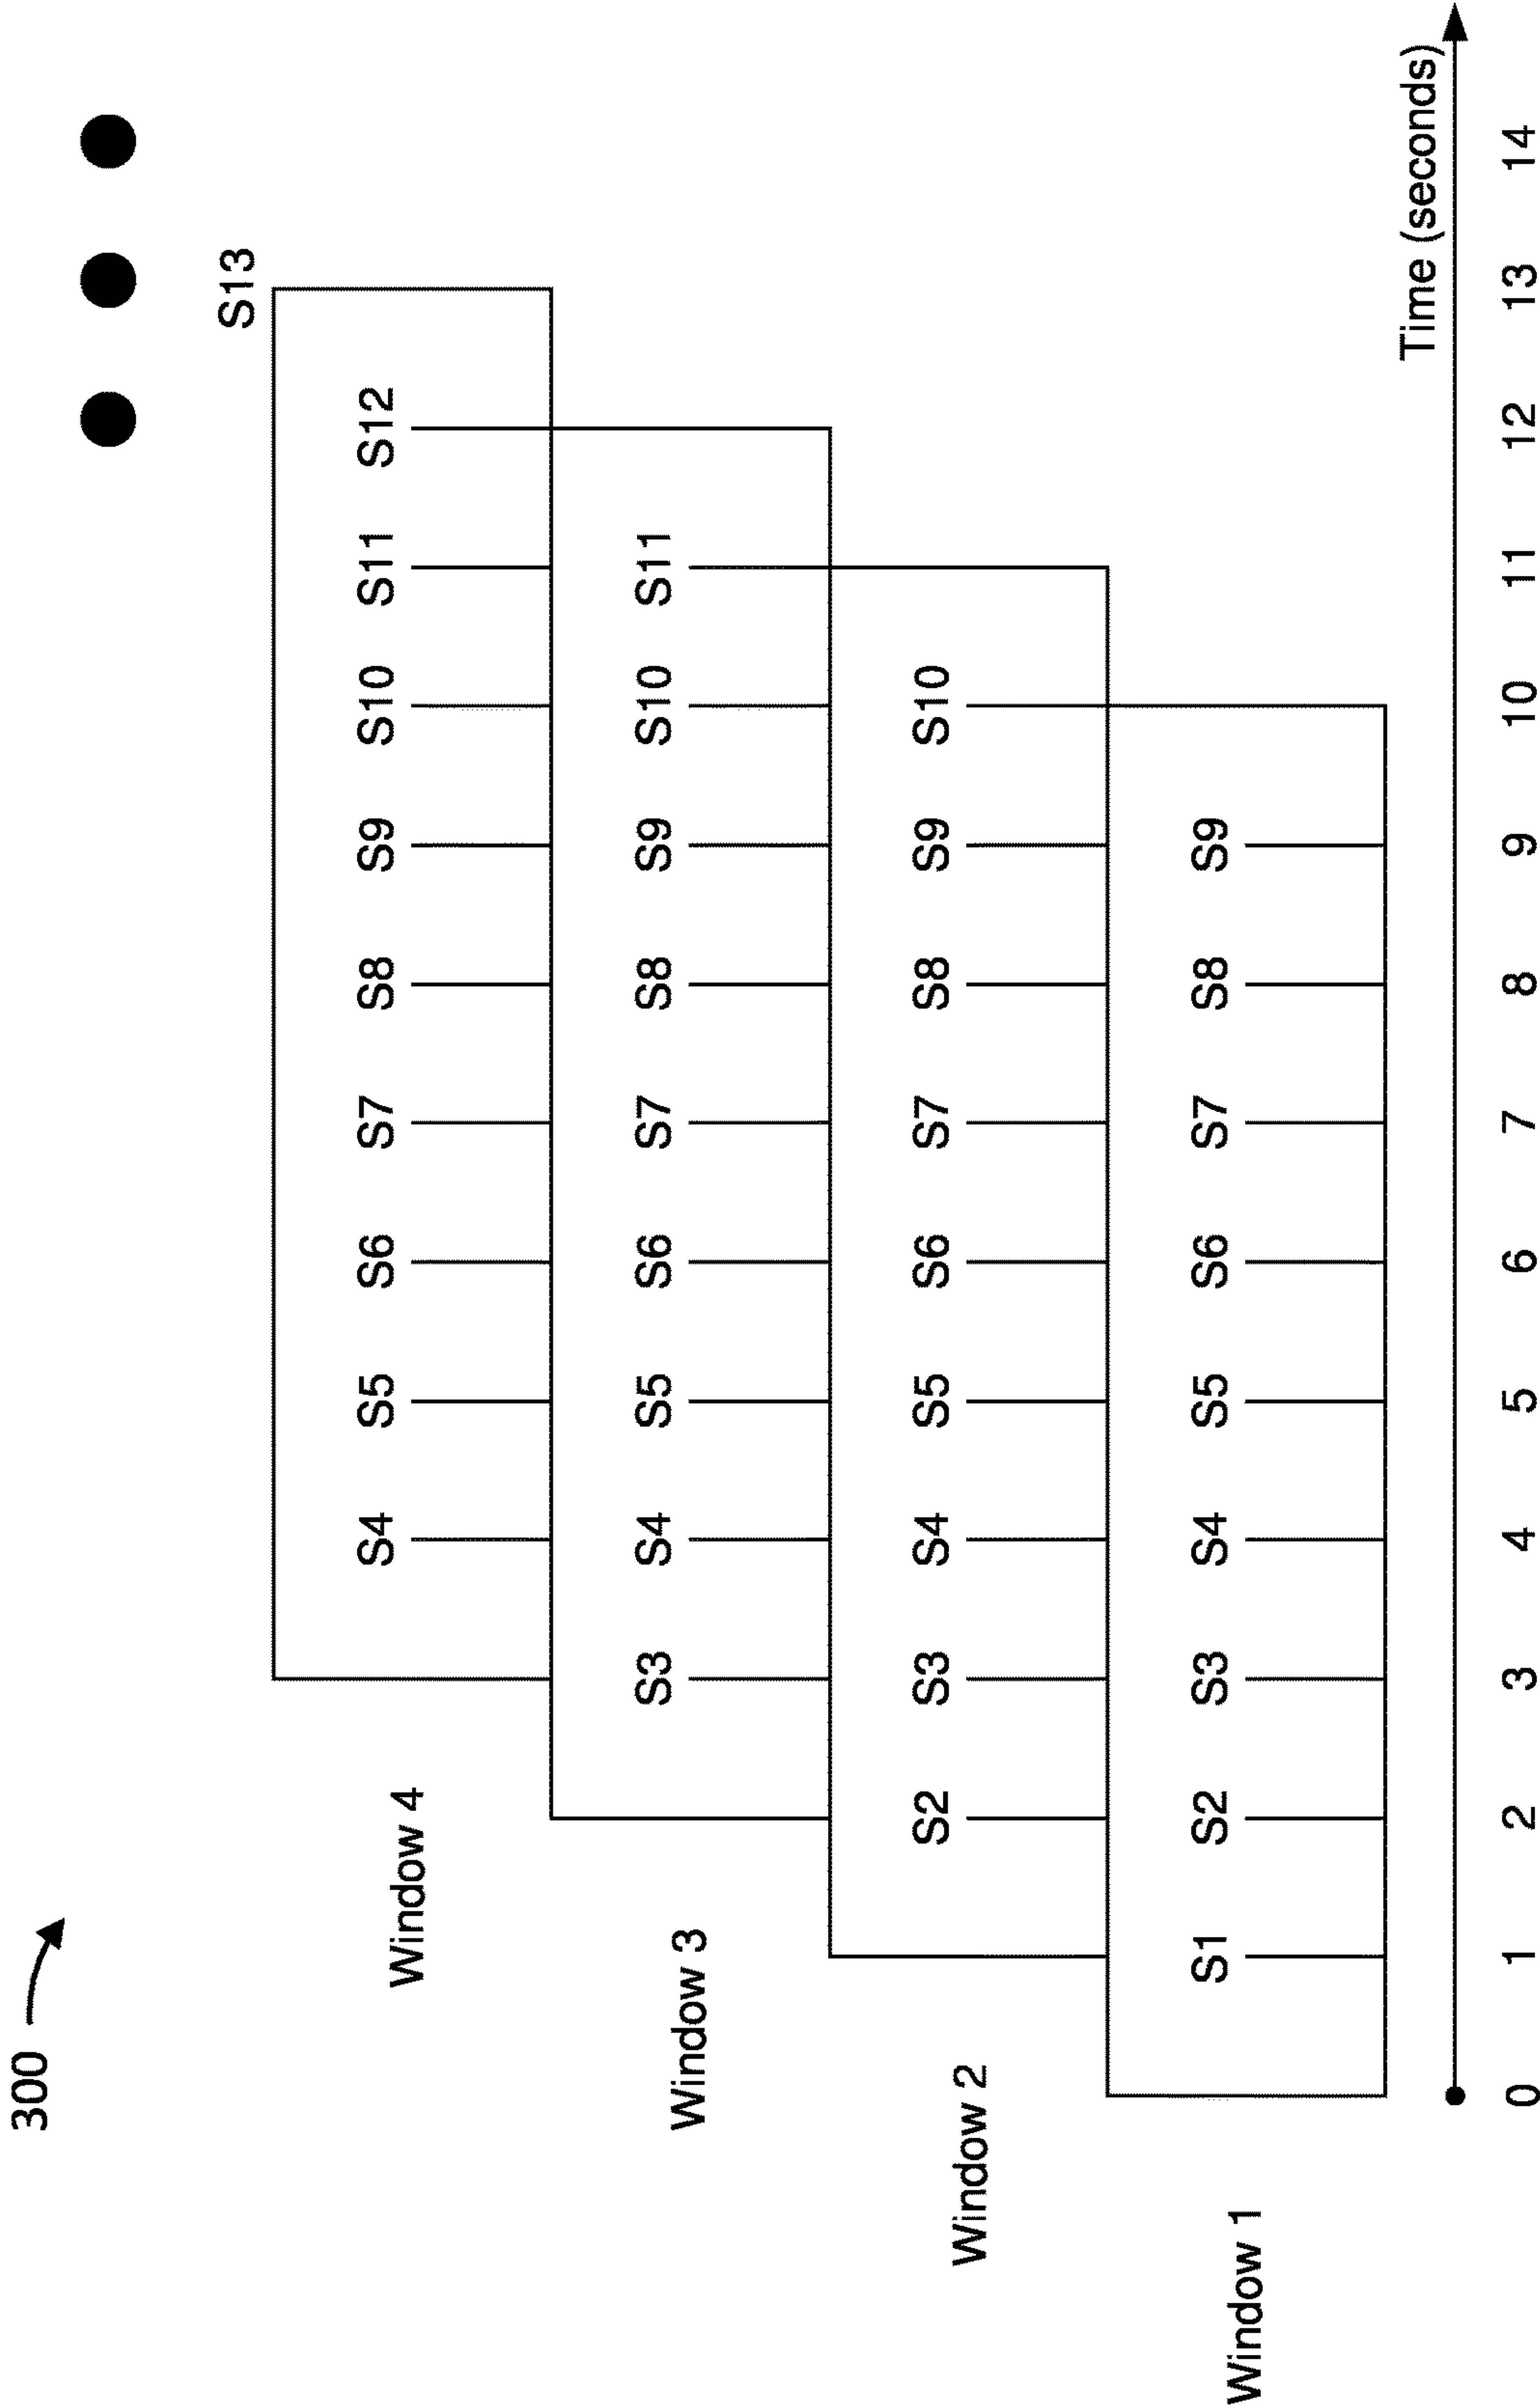 300
S13
Window 4
S4 S5 S6 S7 S8 S9 S10 S11 S12
Window 3
S3 S4 S5 S6 S7 S8 S9 S10 S11
Window 2
S2 S3 S4 S5 S6 S7 S8 S9 S10
Window 1
S1 S2 S3 S4 S5 S6 S7 S8 S9
Time (seconds)
0 1 2 3 4 5 6 7 8 9 10 11 12 13 14